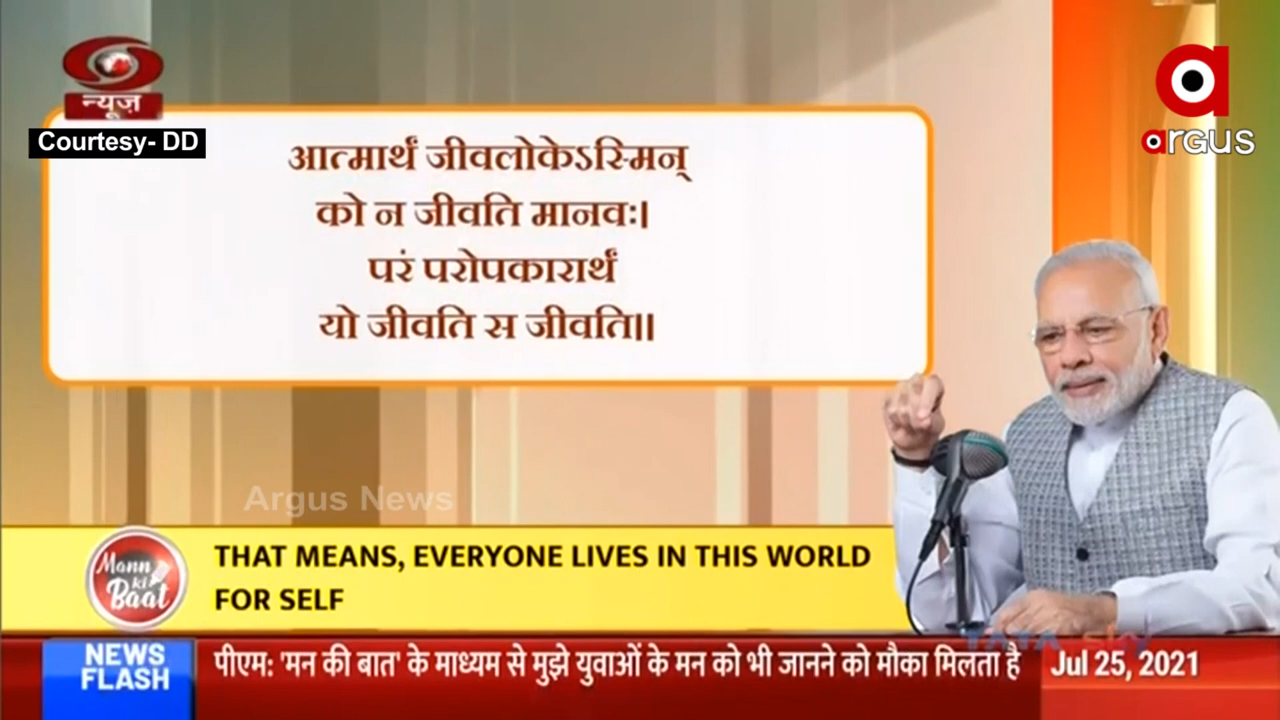 न्यूज़
Courtesy- DD
argus
आत्मार्थं जीवलोकेऽस्मिन्
को न जीवति मानवः।
परं परोपकारार्थं
यो जीवति स जीवति॥
Argus News
Mann
ki
Baat
THAT MEANS, EVERYONE LIVES IN THIS WORLD
FOR SELF
TATA sky
NEWS
FLASH
पीएम: 'मन की बात' के माध्यम से मुझे युवाओं के मन को भी जानने को मौका मिलता है
Jul 25, 2021